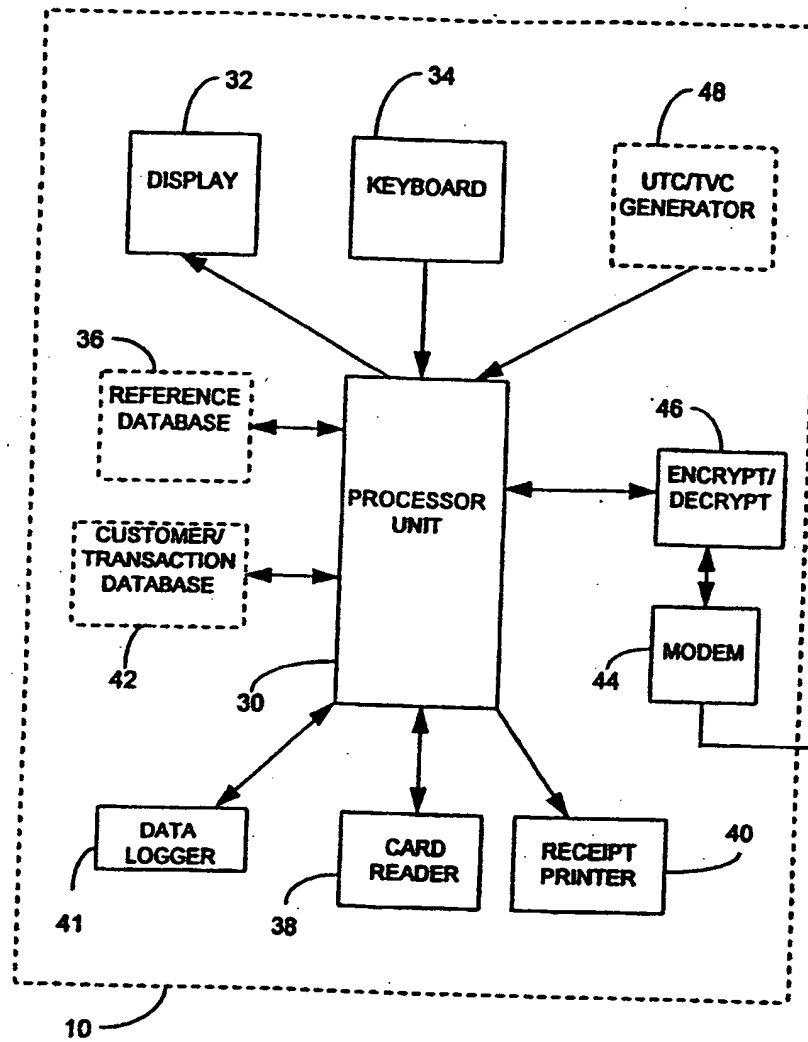 32
34
48
DISPLAY
KEYBOARD
UTC/TVC
GENERATOR
36
REFERENCE
DATABASE
46
ENCRYPT/
DECRYPT
PROCESSOR
UNIT
CUSTOMER/
TRANSACTION
DATABASE
42
30
44
MODEM
DATA
LOGGER
41
CARD
READER
38
RECEIPT
PRINTER
40
10